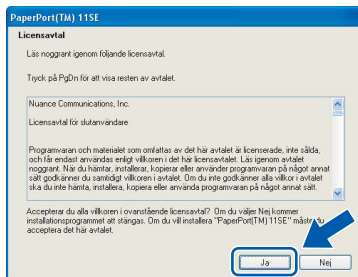 PaperPort(TM) 11SE
Licensavtal
Läs noggrant igenom följande licensavtal.
Tryck på PgDn för att visa resten av avtalet.
Nuance Communications, Inc.
Licensavtal för slutanvändare
Programvaran och materialet som omfattas av det här avtalet är licenserade, inte sålda,
och får endast användas enligt villkoren i det här licensavtalet. Läs igenom avtalet
noggrant. När du hämtar, installerar, kopierar eller använder programvaran på något annat
sätt godkänner du samtidigt villkoren i avtalet. Om du inte godkänner alla villkor i avtalet
ska du inte hämta, installera, kopiera eller använda programvaran på något annat sätt.
Accepterar du alla villkoren i ovanstående licensavtal? Om du väljer Nej kommer
installationsprogrammet att stängas. Om du vill installera "PaperPort(TM) 11SE" måste du
acceptera det här avtalet.
Ja
Nej